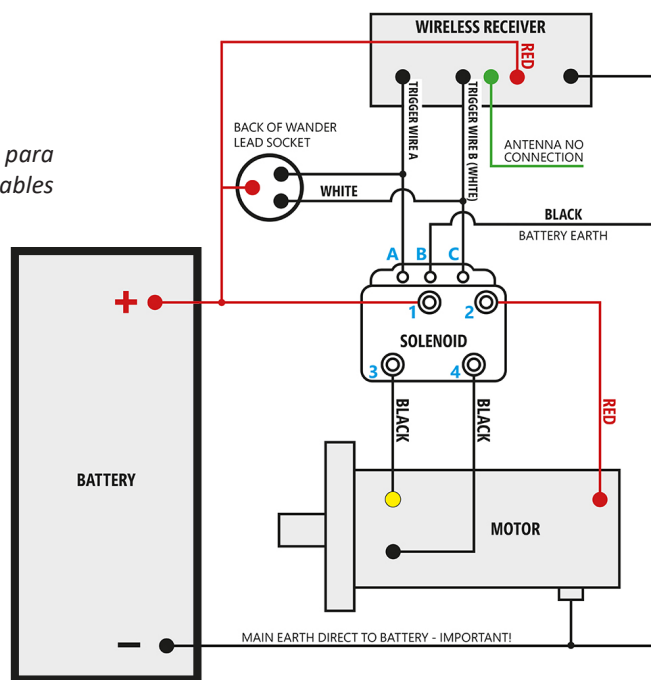 WIRELESS RECEIVER
RED
TRIGGER WIRE A
TRIGGER WIRE B (WHITE)
BACK OF WANDER
LEAD SOCKET
para
ables
ANTENNA NO
CONNECTION
WHITE
BLACK
BATTERY EARTH
A B C
+
1 2
SOLENOID
3 4
BLACK
BLACK
RED
BATTERY
MOTOR
MAIN EARTH DIRECT TO BATTERY - IMPORTANT!
−